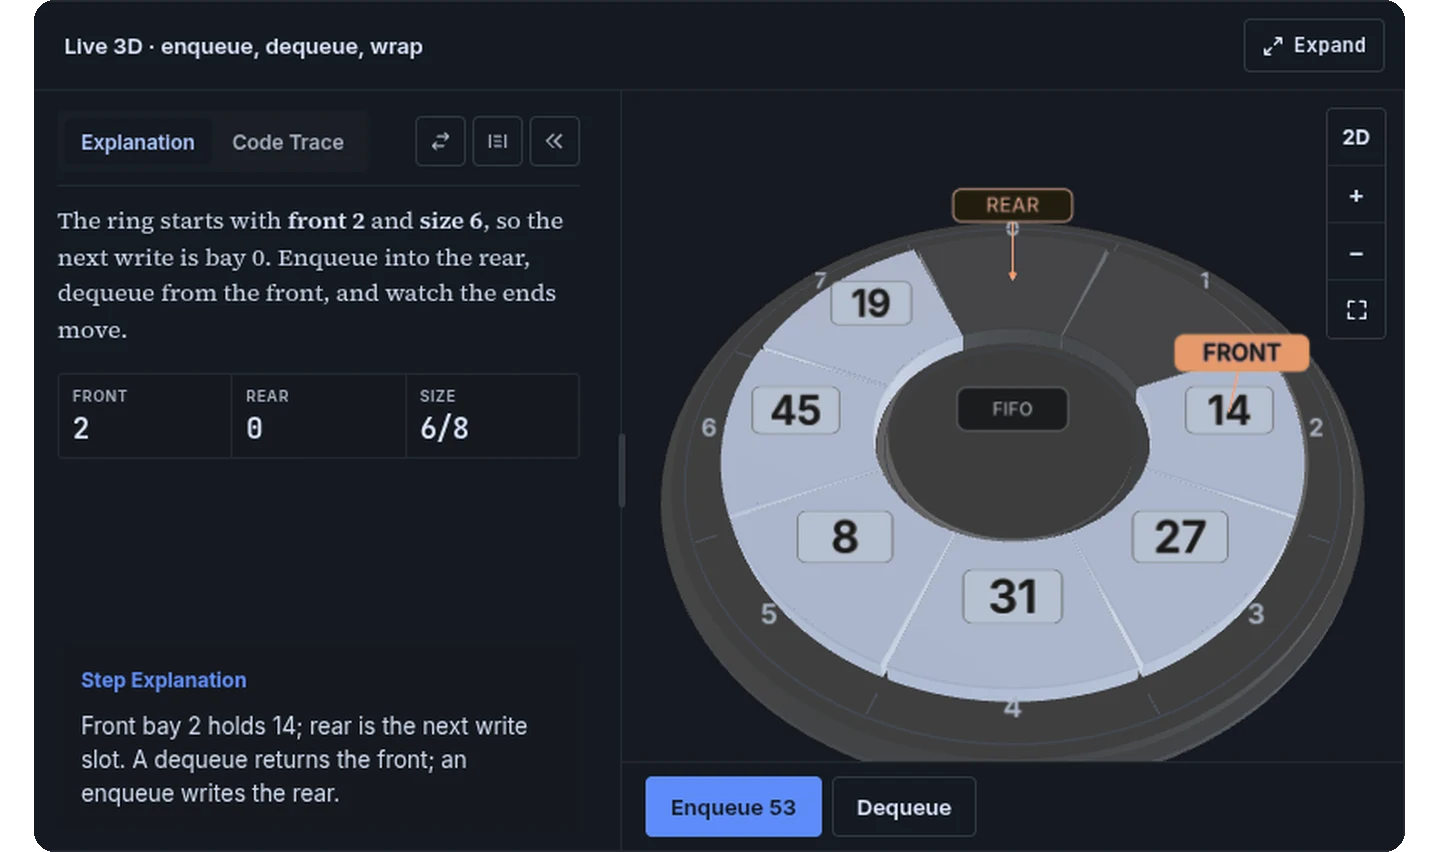 Live 3D · enqueue, dequeue, wrap
Expand
Explanation
Code Trace
The ring starts with front 2 and size 6, so the
next write is bay 0. Enqueue into the rear,
dequeue from the front, and watch the ends
move.
FRONT
2
REAR
0
SIZE
6/8
Step Explanation
Front bay 2 holds 14; rear is the next write
slot. A dequeue returns the front; an
enqueue writes the rear.
2D
+
−
REAR
0
1
7
19
FRONT
14
2
45
6
FIFO
8
27
31
5
3
4
Enqueue 53
Dequeue